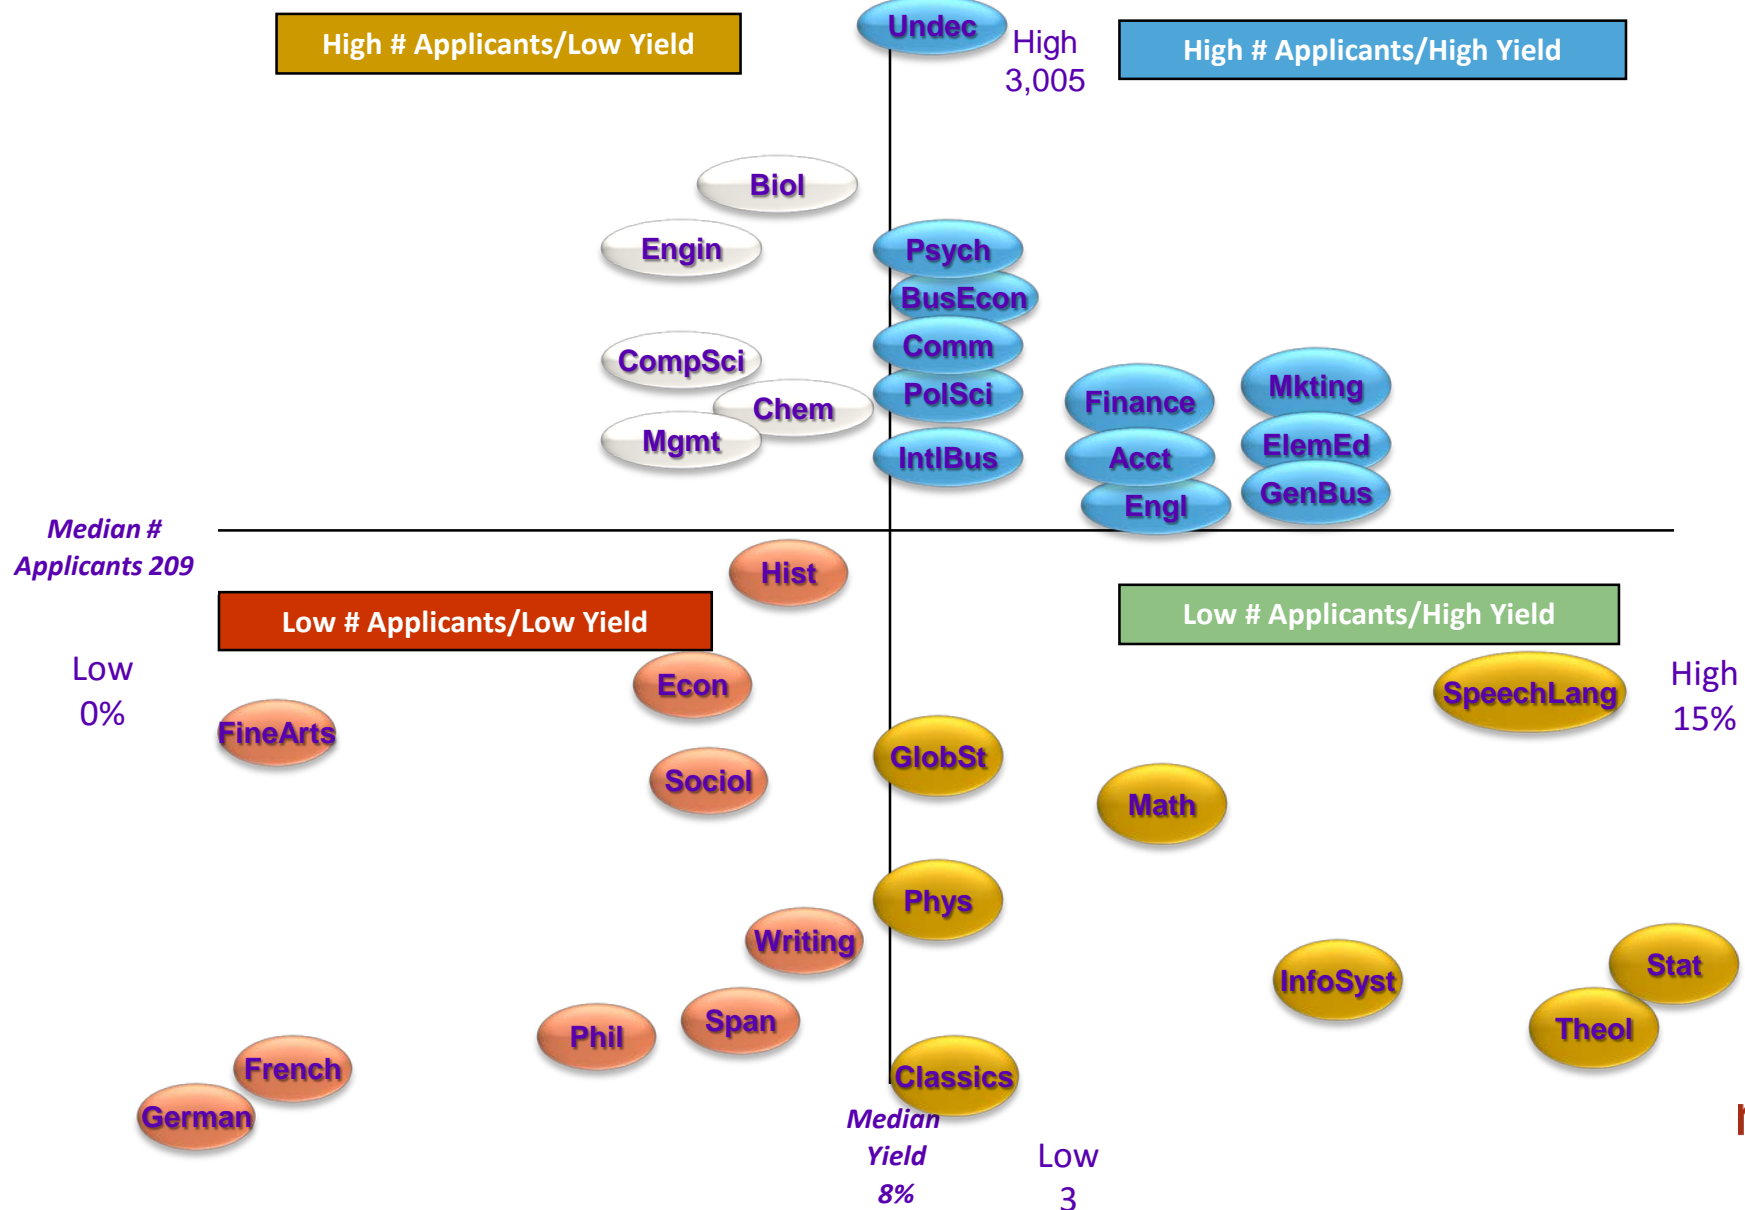 High # Applicants/Low Yield
Undec
High
3,005
High # Applicants/High Yield
Biol
Engin
Psych
BusEcon
CompSci
Comm
Chem
PolSci
Finance
Mkting
Mgmt
IntlBus
Acct
ElemEd
Engl
GenBus
Median #
Applicants 209
Hist
Low # Applicants/Low Yield
Low # Applicants/High Yield
Low
0%
Econ
SpeechLang
High
15%
FineArts
GlobSt
Sociol
Math
Phys
Writing
Stat
InfoSyst
Span
Phil
Theol
French
Classics
German
Median
Yield
8%
Low
3